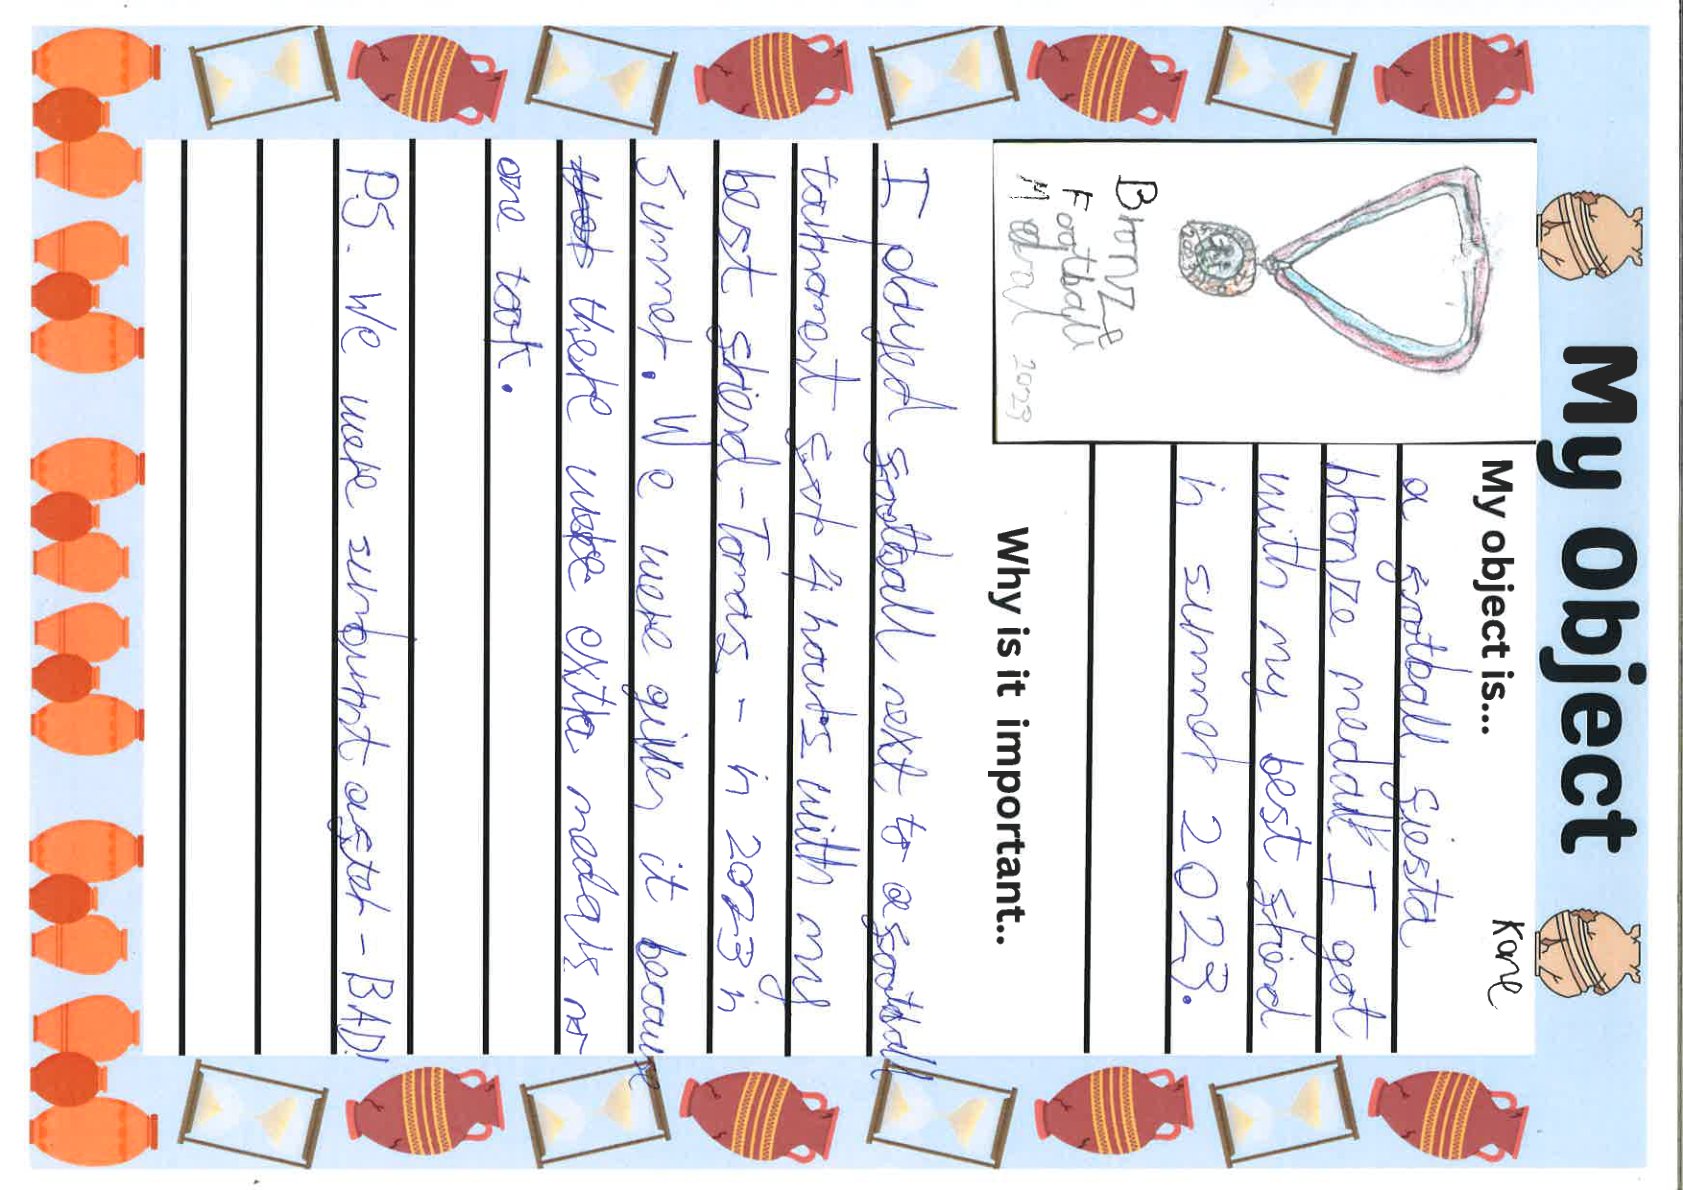 My Object
Kane
My object is...
a football fiesta
bronze medal I got
with my best friend
in summer 2023.
Bronze
Football
Medal 2023
2023
Why is it important..
I played football next to a football
tournament for 4 hours with my
best friend - Tomas - in 2023 in
Summer. We were given it because
there were extra medals no
one took.
P.S. We were sunburnt after - BAD!